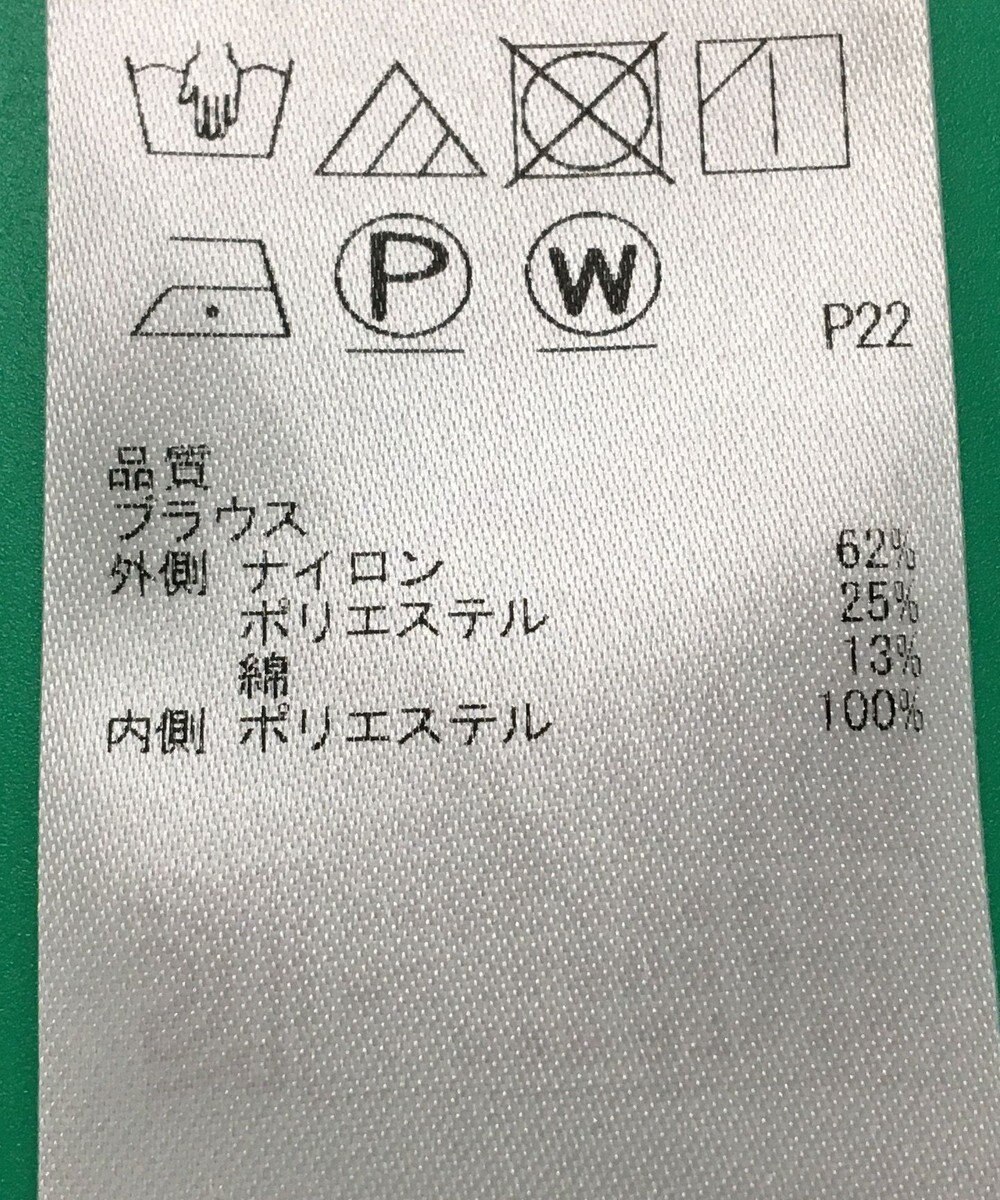 P W
P22
品質
ブラウス
外側 ナイロン 62%
ポリエステル 25%
綿 13%
内側 ポリエステル 100%